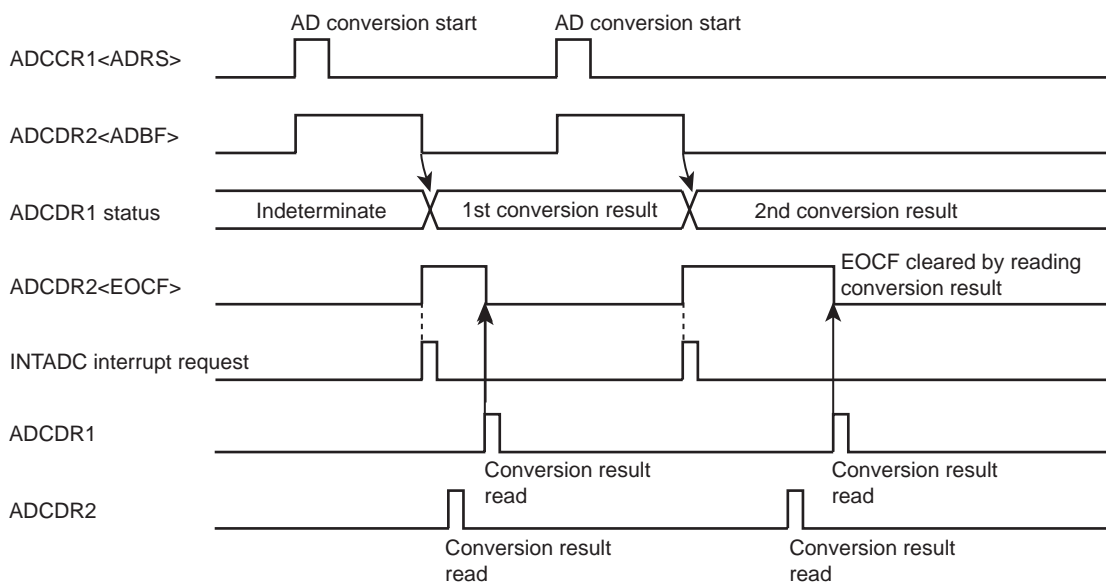 AD conversion start
AD conversion start
ADCCR1<ADRS>
ADCDR2<ADBF>
ADCDR1 status
Indeterminate
1st conversion result
2nd conversion result
EOCF cleared by reading
conversion result
ADCDR2<EOCF>
INTADC interrupt request
ADCDR1
Conversion result
read
Conversion result
read
ADCDR2
Conversion result
read
Conversion result
read